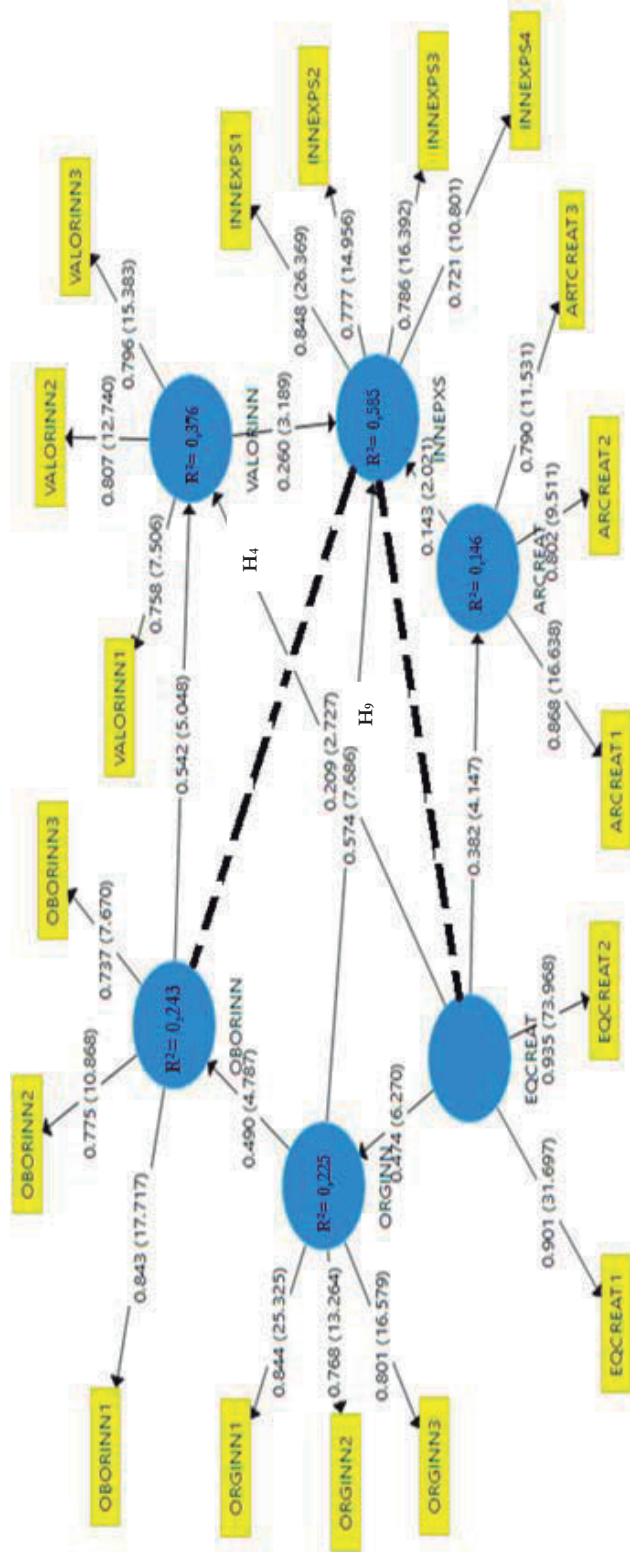 OBORINN1
OBORINN2
OBORINN3
0.843 (17.717)
0.775 (10.868)
0.737 (7.670)
R²= 0,243
OBORINN
VALORINN1
VALORINN2
VALORINN3
0.758 (7.506)
0.807 (12.740)
0.796 (15.383)
R²= 0,376
VALORINN
0.542 (5.048)
0.260 (3.189)
H4
INNEXPS1
INNEXPS2
INNEXPS3
INNEXPS4
0.848 (26.369)
0.777 (14.956)
0.786 (16.392)
0.721 (10.801)
R²= 0,585
INNEPXS
0.490 (4.787)
ORGINN1
ORGINN2
ORGINN3
0.844 (25.325)
0.768 (13.264)
0.801 (16.579)
R²= 0,225
ORGINN
0.209 (2.727)
0.574 (7.686)
H9
0.474 (6.270)
0.143 (2.021)
EQCREAT
0.382 (4.147)
R²= 0,146
ARCREAT
0.901 (31.697)
0.935 (73.968)
0.868 (16.638)
0.802 (9.511)
0.790 (11.531)
EQCREAT1
EQCREAT2
ARCREAT1
ARCREAT2
ARTCREAT3